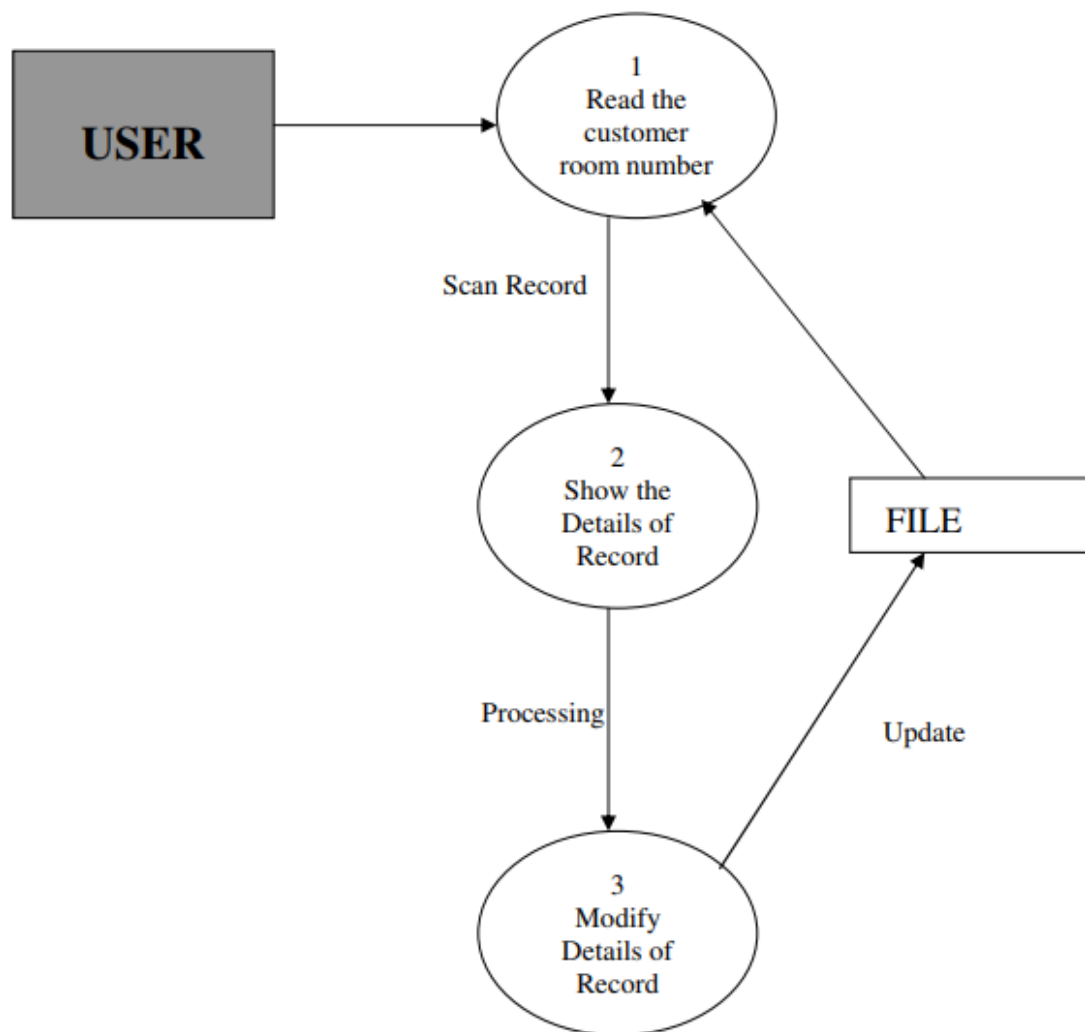 USER
1
Read the
customer
room number
Scan Record
2
Show the
Details of
Record
FILE
Processing
Update
3
Modify
Details of
Record